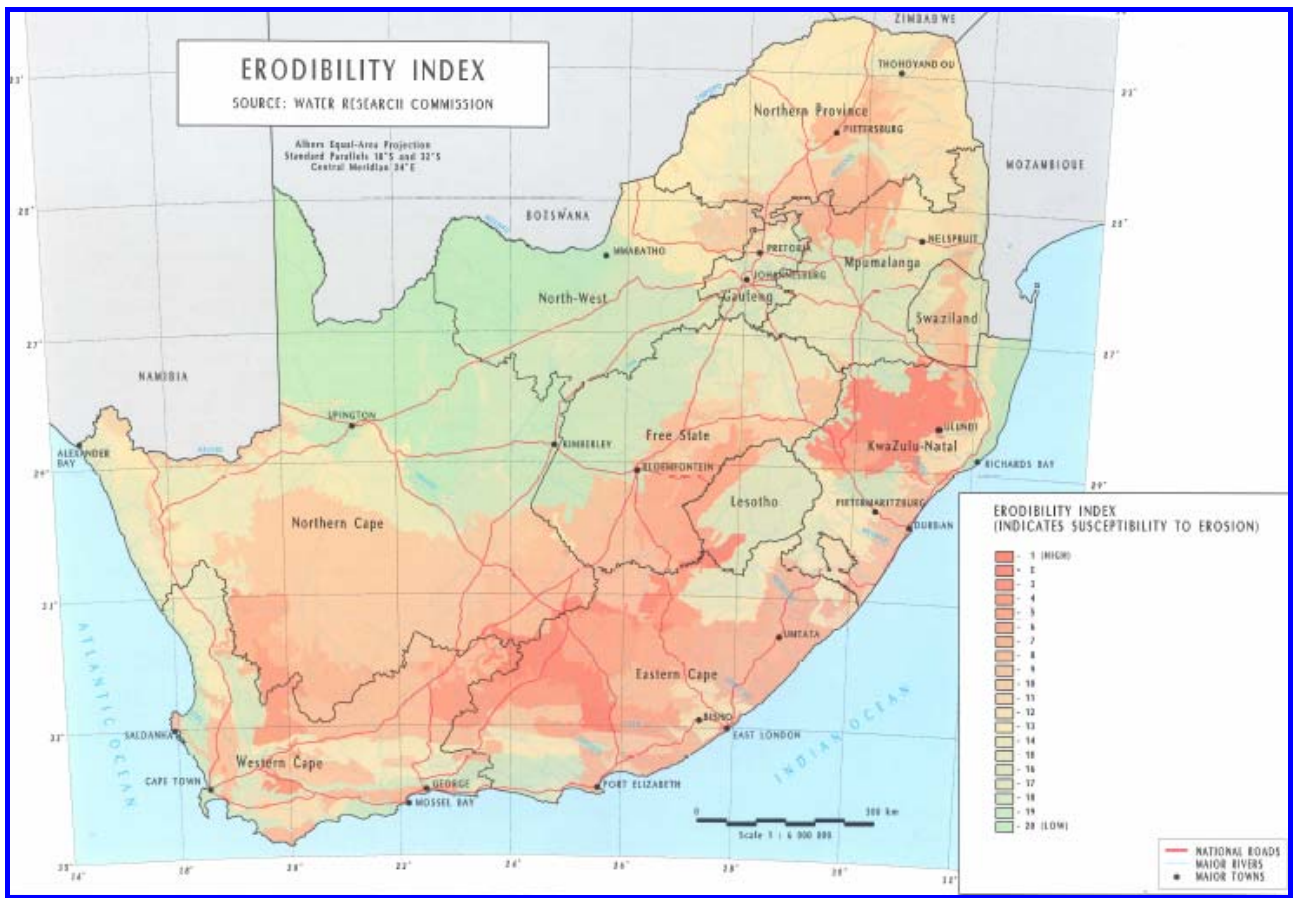 ERODIBILITY INDEX
SOURCE: WATER RESEARCH COMMISSION
Albers Equal-Area Projection
Standard Parallels 18°S and 32°S
Central Meridian 24°E
ZIMBABWE
THOHOYANDOU
Northern Province
PIETERSBURG
MOZAMBIQUE
BOTSWANA
MMABATHO
NELSPRUIT
PRETORIA
JOHANNESBURG
Mpumalanga
North-West
Gauteng
Swaziland
27°
27°
NAMIBIA
UPINGTON
ULUNDI
Free State
KwaZulu-Natal
KIMBERLEY
ALEXANDER
BAY
BLOEMFONTEIN
RICHARDS BAY
Lesotho
PIETERMARITZBURG
Northern Cape
DURBAN
UMTATA
Eastern Cape
ATLANTIC OCEAN
BISHO
INDIAN OCEAN
SALDANHA
EAST LONDON
Western Cape
CAPE TOWN
GEORGE
PORT ELIZABETH
MOSSEL BAY
0 300 km
Scale 1 : 6 000 000
ERODIBILITY INDEX
(INDICATES SUSCEPTIBILITY TO EROSION)
- 1 (HIGH)
- 2
- 3
- 4
- 5
- 6
- 7
- 8
- 9
- 10
- 11
- 12
- 13
- 14
- 15
- 16
- 17
- 18
- 19
- 20 (LOW)
NATIONAL ROADS
MAJOR RIVERS
MAJOR TOWNS